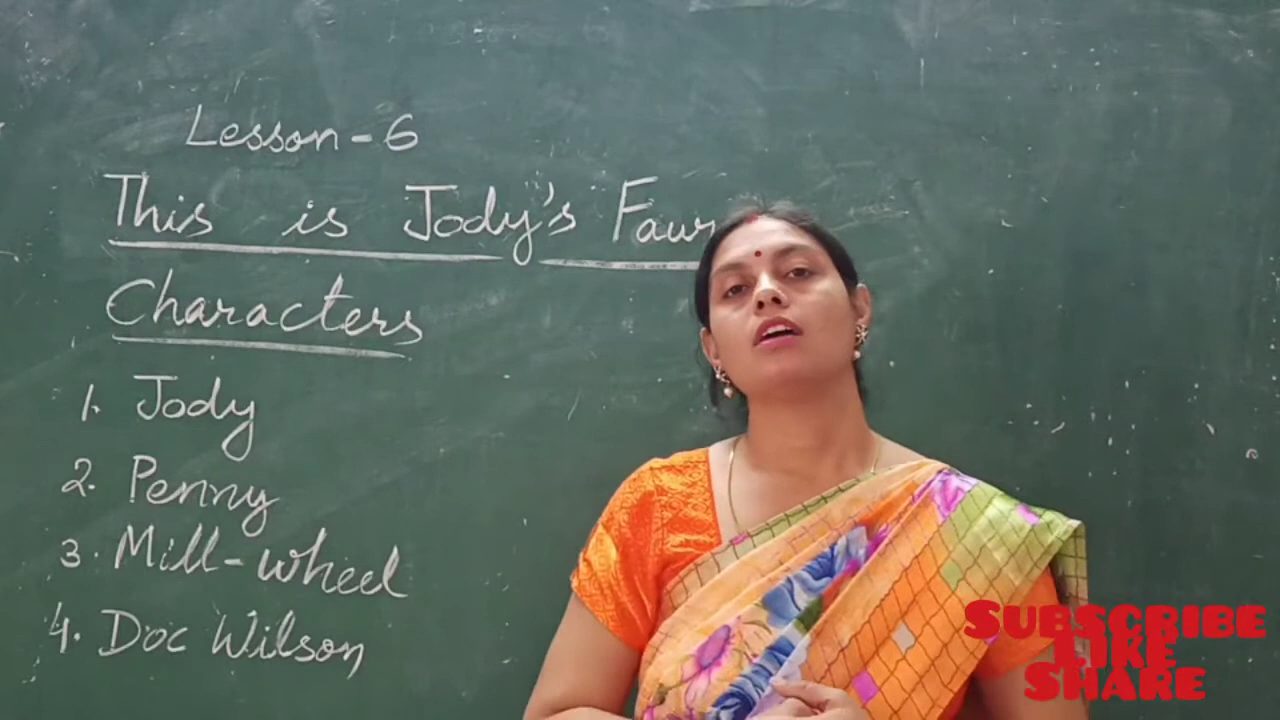 Lesson-6
This is Jody's Faw
Characters
1. Jody
2. Penny
3. Mill-wheel
4. Doc Wilson
SUBSCRIBE
LIKE
SHARE